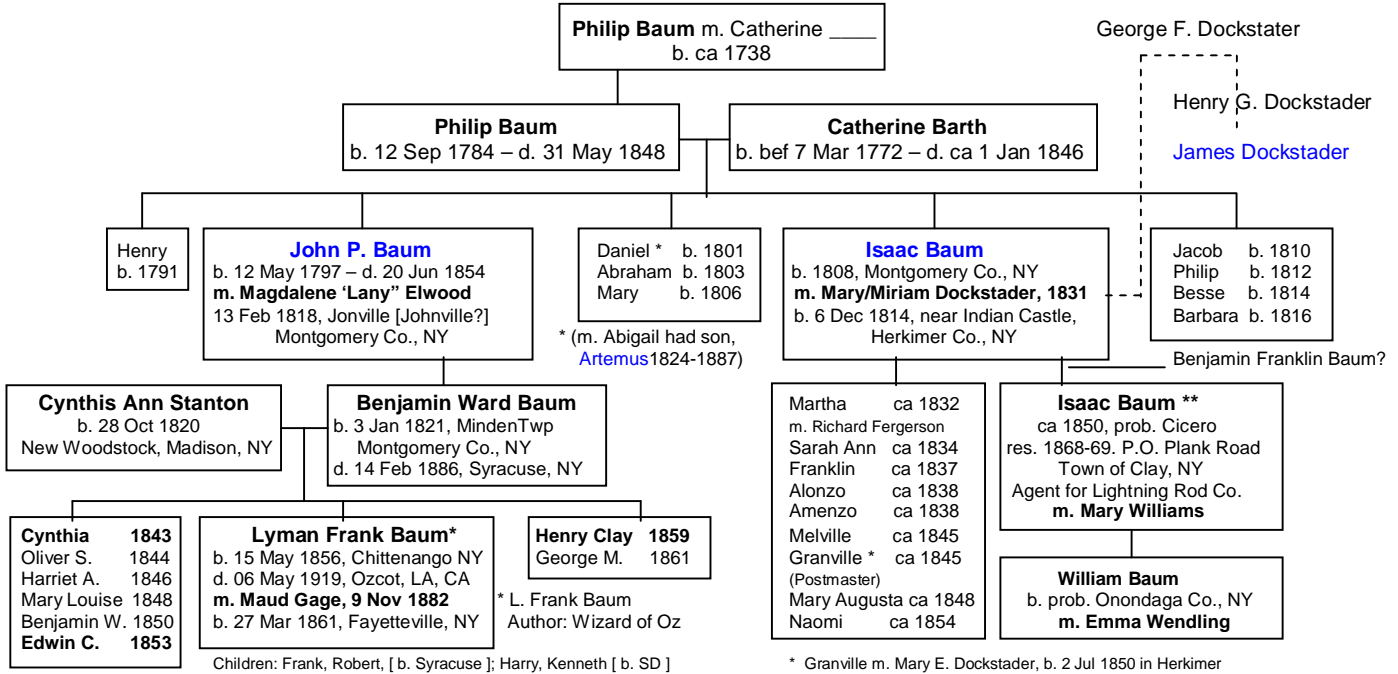 Philip Baum m. Catherine ____
b. ca 1738
George F. Dockstater
Henry G. Dockstader
James Dockstader
Philip Baum
b. 12 Sep 1784 – d. 31 May 1848
Catherine Barth
b. bef 7 Mar 1772 – d. ca 1 Jan 1846
Henry
b. 1791
John P. Baum
b. 12 May 1797 – d. 20 Jun 1854
m. Magdalene ‘Lany” Elwood
13 Feb 1818, Jonville [Johnville?]
Montgomery Co., NY
Daniel * b. 1801
Abraham b. 1803
Mary b. 1806
* (m. Abigail had son,
Artemus1824-1887)
Isaac Baum
b. 1808, Montgomery Co., NY
m. Mary/Miriam Dockstader, 1831
b. 6 Dec 1814, near Indian Castle,
Herkimer Co., NY
Jacob b. 1810
Philip b. 1812
Besse b. 1814
Barbara b. 1816
Benjamin Franklin Baum?
Cynthis Ann Stanton
b. 28 Oct 1820
New Woodstock, Madison, NY
Benjamin Ward Baum
b. 3 Jan 1821, MindenTwp
Montgomery Co., NY
d. 14 Feb 1886, Syracuse, NY
Martha ca 1832
m. Richard Fergerson
Sarah Ann ca 1834
Franklin ca 1837
Alonzo ca 1838
Amenzo ca 1838
Melville ca 1845
Granville * ca 1845
(Postmaster)
Mary Augusta ca 1848
Naomi ca 1854
Isaac Baum **
ca 1850, prob. Cicero
res. 1868-69. P.O. Plank Road
Town of Clay, NY
Agent for Lightning Rod Co.
m. Mary Williams
Cynthia 1843
Oliver S. 1844
Harriet A. 1846
Mary Louise 1848
Benjamin W. 1850
Edwin C. 1853
Lyman Frank Baum*
b. 15 May 1856, Chittenango NY
d. 06 May 1919, Ozcot, LA, CA
m. Maud Gage, 9 Nov 1882
b. 27 Mar 1861, Fayetteville, NY
Henry Clay 1859
George M. 1861
* L. Frank Baum
Author: Wizard of Oz
William Baum
b. prob. Onondaga Co., NY
m. Emma Wendling
Children: Frank, Robert, [ b. Syracuse ]; Harry, Kenneth [ b. SD ]
* Granville m. Mary E. Dockstader, b. 2 Jul 1850 in Herkimer